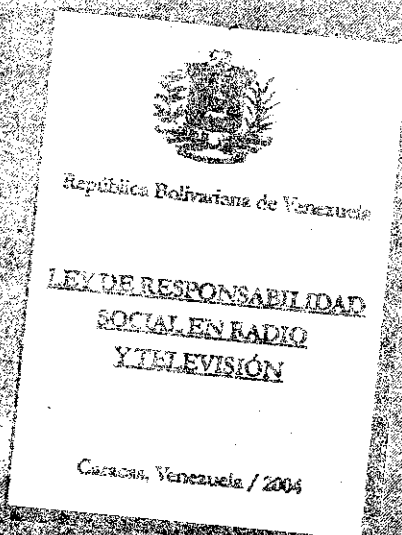 República Bolivariana de Venezuela
LEY DE RESPONSABILIDAD
SOCIAL EN RADIO
Y TELEVISIÓN
Caracas, Venezuela / 2004